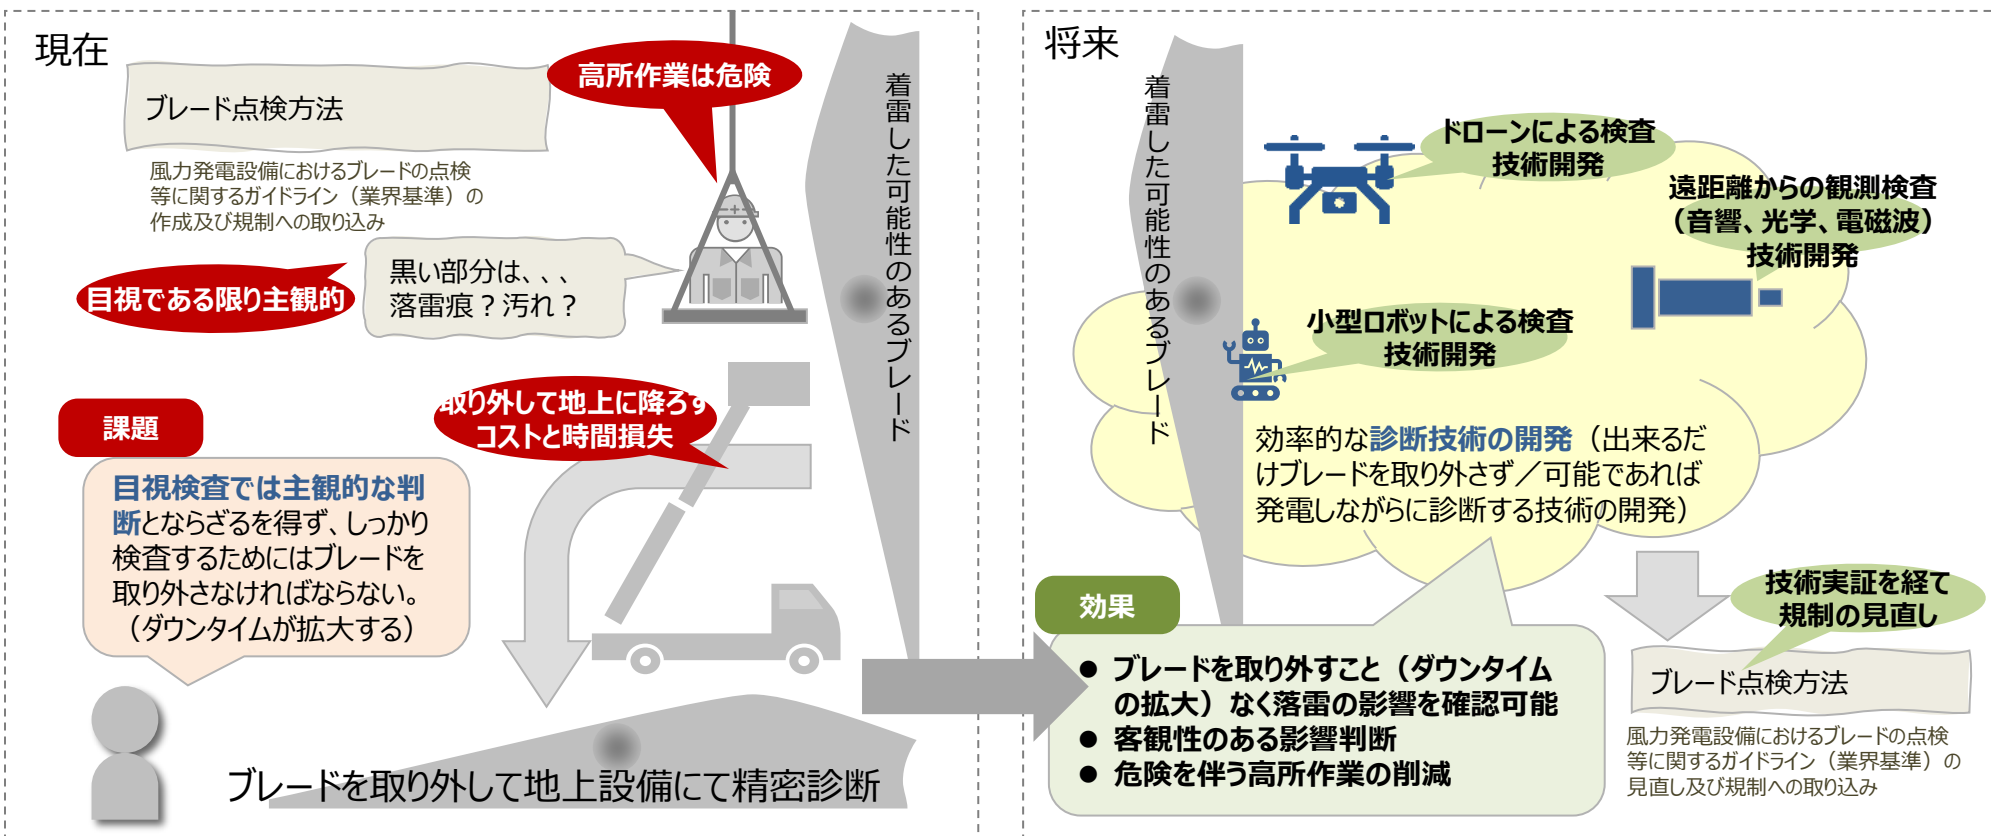 現在
ブレード点検方法
風力発電設備におけるブレードの点検
等に関するガイドライン（業界基準）の
作成及び規制への取り込み
高所作業は危険
着雷した可能性のあるブレード
目視である限り主観的
黒い部分は、、、
落雷痕？汚れ？
取り外して地上に降ろす
コストと時間損失
課題
目視検査では主観的な判
断とならざるを得ず、しっかり
検査するためにはブレードを
取り外さなければならない。
（ダウンタイムが拡大する）
ブレードを取り外して地上設備にて精密診断
将来
着雷した可能性のあるブレード
ドローンによる検査
技術開発
遠距離からの観測検査
（音響、光学、電磁波）
技術開発
小型ロボットによる検査
技術開発
効率的な診断技術の開発（出来るだ
けブレードを取り外さず／可能であれば
発電しながらに診断する技術の開発）
効果
● ブレードを取り外すこと（ダウンタイム
の拡大）なく落雷の影響を確認可能
● 客観性のある影響判断
● 危険を伴う高所作業の削減
技術実証を経て
規制の見直し
ブレード点検方法
風力発電設備におけるブレードの点検
等に関するガイドライン（業界基準）の
見直し及び規制への取り込み